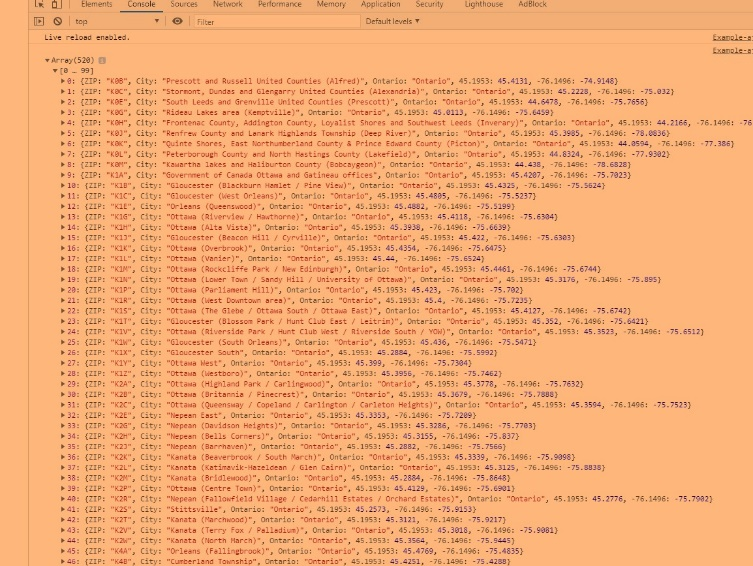 Elements Console Sources Network Performance Memory Application Security Lighthouse AdBlock
top Filter Default levels
Live reload enabled. Example-a
Example-a
Array(520)
[0 … 99]
0: {ZIP: "K0B", City: "Prescott and Russell United Counties (Alfred)", Ontario: "Ontario", 45.1953: 45.4131, -76.1496: -74.9148}
1: {ZIP: "K0C", City: "Stormont, Dundas and Glengarry United Counties (Alexandria)", Ontario: "Ontario", 45.1953: 45.2228, -76.1496: -75.032}
2: {ZIP: "K0E", City: "South Leeds and Grenville United Counties (Prescott)", Ontario: "Ontario", 45.1953: 44.6478, -76.1496: -75.7656}
3: {ZIP: "K0G", City: "Rideau Lakes area (Kemptville)", Ontario: "Ontario", 45.1953: 45.0113, -76.1496: -75.6459}
4: {ZIP: "K0H", City: "Frontenac County, Addington County, Loyalist Shores and Southwest Leeds (Inverary)", Ontario: "Ontario", 45.1953: 44.2166, -76.1496: -76
5: {ZIP: "K0J", City: "Renfrew County and Lanark Highlands Township (Deep River)", Ontario: "Ontario", 45.1953: 45.3985, -76.1496: -78.0836}
6: {ZIP: "K0K", City: "Quinte Shores, East Northumberland County & Prince Edward County (Picton)", Ontario: "Ontario", 45.1953: 44.0594, -76.1496: -77.386}
7: {ZIP: "K0L", City: "Peterborough County and North Hastings County (Lakefield)", Ontario: "Ontario", 45.1953: 44.8324, -76.1496: -77.9302}
8: {ZIP: "K0M", City: "Kawartha lakes and Haliburton County (Bobcaygeon)", Ontario: "Ontario", 45.1953: 44.438, -76.1496: -78.6828}
9: {ZIP: "K1A", City: "Government of Canada Ottawa and Gatineau offices", Ontario: "Ontario", 45.1953: 45.4207, -76.1496: -75.7023}
10: {ZIP: "K1B", City: "Gloucester (Blackburn Hamlet / Pine View)", Ontario: "Ontario", 45.1953: 45.4325, -76.1496: -75.5624}
11: {ZIP: "K1C", City: "Gloucester (West Orleans)", Ontario: "Ontario", 45.1953: 45.4805, -76.1496: -75.5237}
12: {ZIP: "K1E", City: "Orleans (Queenswood)", Ontario: "Ontario", 45.1953: 45.4882, -76.1496: -75.5199}
13: {ZIP: "K1G", City: "Ottawa (Riverview / Hawthorne)", Ontario: "Ontario", 45.1953: 45.4118, -76.1496: -75.6304}
14: {ZIP: "K1H", City: "Ottawa (Alta Vista)", Ontario: "Ontario", 45.1953: 45.3938, -76.1496: -75.6639}
15: {ZIP: "K1J", City: "Gloucester (Beacon Hill / Cyrville)", Ontario: "Ontario", 45.1953: 45.422, -76.1496: -75.6303}
16: {ZIP: "K1K", City: "Ottawa (Overbrook)", Ontario: "Ontario", 45.1953: 45.4354, -76.1496: -75.6475}
17: {ZIP: "K1L", City: "Ottawa (Vanier)", Ontario: "Ontario", 45.1953: 45.44, -76.1496: -75.6524}
18: {ZIP: "K1M", City: "Ottawa (Rockcliffe Park / New Edinburgh)", Ontario: "Ontario", 45.1953: 45.4461, -76.1496: -75.6744}
19: {ZIP: "K1N", City: "Ottawa (Lower Town / Sandy Hill / University of Ottawa)", Ontario: "Ontario", 45.1953: 45.3176, -76.1496: -75.895}
20: {ZIP: "K1P", City: "Ottawa (Parliament Hill)", Ontario: "Ontario", 45.1953: 45.423, -76.1496: -75.702}
21: {ZIP: "K1R", City: "Ottawa (West Downtown area)", Ontario: "Ontario", 45.1953: 45.4, -76.1496: -75.7235}
22: {ZIP: "K1S", City: "Ottawa (The Glebe / Ottawa South / Ottawa East)", Ontario: "Ontario", 45.1953: 45.4127, -76.1496: -75.6742}
23: {ZIP: "K1T", City: "Ottawa (Blossom Park / Hunt Club East / Leitrim)", Ontario: "Ontario", 45.1953: 45.352, -76.1496: -75.6421}
24: {ZIP: "K1V", City: "Ottawa (Riverside Park / Hunt Club West / Riverside South / YOW)", Ontario: "Ontario", 45.1953: 45.3523, -76.1496: -75.6512}
25: {ZIP: "K1W", City: "Gloucester (South Orleans)", Ontario: "Ontario", 45.1953: 45.436, -76.1496: -75.5471}
26: {ZIP: "K1X", City: "Gloucester South", Ontario: "Ontario", 45.1953: 45.2884, -76.1496: -75.5992}
27: {ZIP: "K1Y", City: "Ottawa West", Ontario: "Ontario", 45.1953: 45.399, -76.1496: -75.7304}
28: {ZIP: "K1Z", City: "Ottawa (Westboro)", Ontario: "Ontario", 45.1953: 45.3956, -76.1496: -75.7462}
29: {ZIP: "K2A", City: "Ottawa (Highland Park / Carlingwood)", Ontario: "Ontario", 45.1953: 45.3778, -76.1496: -75.7632}
30: {ZIP: "K2B", City: "Ottawa (Britannia / Pinecrest)", Ontario: "Ontario", 45.1953: 45.3679, -76.1496: -75.7888}
31: {ZIP: "K2C", City: "Ottawa (Queensway / Copeland / Carlington / Carleton Heights)", Ontario: "Ontario", 45.1953: 45.3594, -76.1496: -75.7523}
32: {ZIP: "K2E", City: "Nepean East", Ontario: "Ontario", 45.1953: 45.3353, -76.1496: -75.7209}
33: {ZIP: "K2G", City: "Nepean (Davidson Heights)", Ontario: "Ontario", 45.1953: 45.3286, -76.1496: -75.7703}
34: {ZIP: "K2H", City: "Nepean (Bells Corners)", Ontario: "Ontario", 45.1953: 45.3155, -76.1496: -75.837}
35: {ZIP: "K2J", City: "Nepean (Barrhaven)", Ontario: "Ontario", 45.1953: 45.2882, -76.1496: -75.7566}
36: {ZIP: "K2K", City: "Kanata (Beaverbrook / South March)", Ontario: "Ontario", 45.1953: 45.3339, -76.1496: -75.9098}
37: {ZIP: "K2L", City: "Kanata (Katimavik-Hazeldean / Glen Cairn)", Ontario: "Ontario", 45.1953: 45.3125, -76.1496: -75.8838}
38: {ZIP: "K2M", City: "Kanata (Bridlewood)", Ontario: "Ontario", 45.1953: 45.2884, -76.1496: -75.8648}
39: {ZIP: "K2P", City: "Ottawa (Centre Town)", Ontario: "Ontario", 45.1953: 45.4129, -76.1496: -75.6901}
40: {ZIP: "K2R", City: "Nepean (Fallowfield Village / Cedarhill Estates / Orchard Estates)", Ontario: "Ontario", 45.1953: 45.2776, -76.1496: -75.7902}
41: {ZIP: "K2S", City: "Stittsville", Ontario: "Ontario", 45.1953: 45.2573, -76.1496: -75.9153}
42: {ZIP: "K2T", City: "Kanata (Marchwood)", Ontario: "Ontario", 45.1953: 45.3121, -76.1496: -75.9217}
43: {ZIP: "K2V", City: "Kanata (Terry Fox / Palladium)", Ontario: "Ontario", 45.1953: 45.3018, -76.1496: -75.9081}
44: {ZIP: "K2W", City: "Kanata (North March)", Ontario: "Ontario", 45.1953: 45.3564, -76.1496: -75.9445}
45: {ZIP: "K4A", City: "Orleans (Fallingbrook)", Ontario: "Ontario", 45.1953: 45.4769, -76.1496: -75.4835}
46: {ZIP: "K4B", City: "Cumberland Township", Ontario: "Ontario", 45.1953: 45.4251, -76.1496: -75.4288}